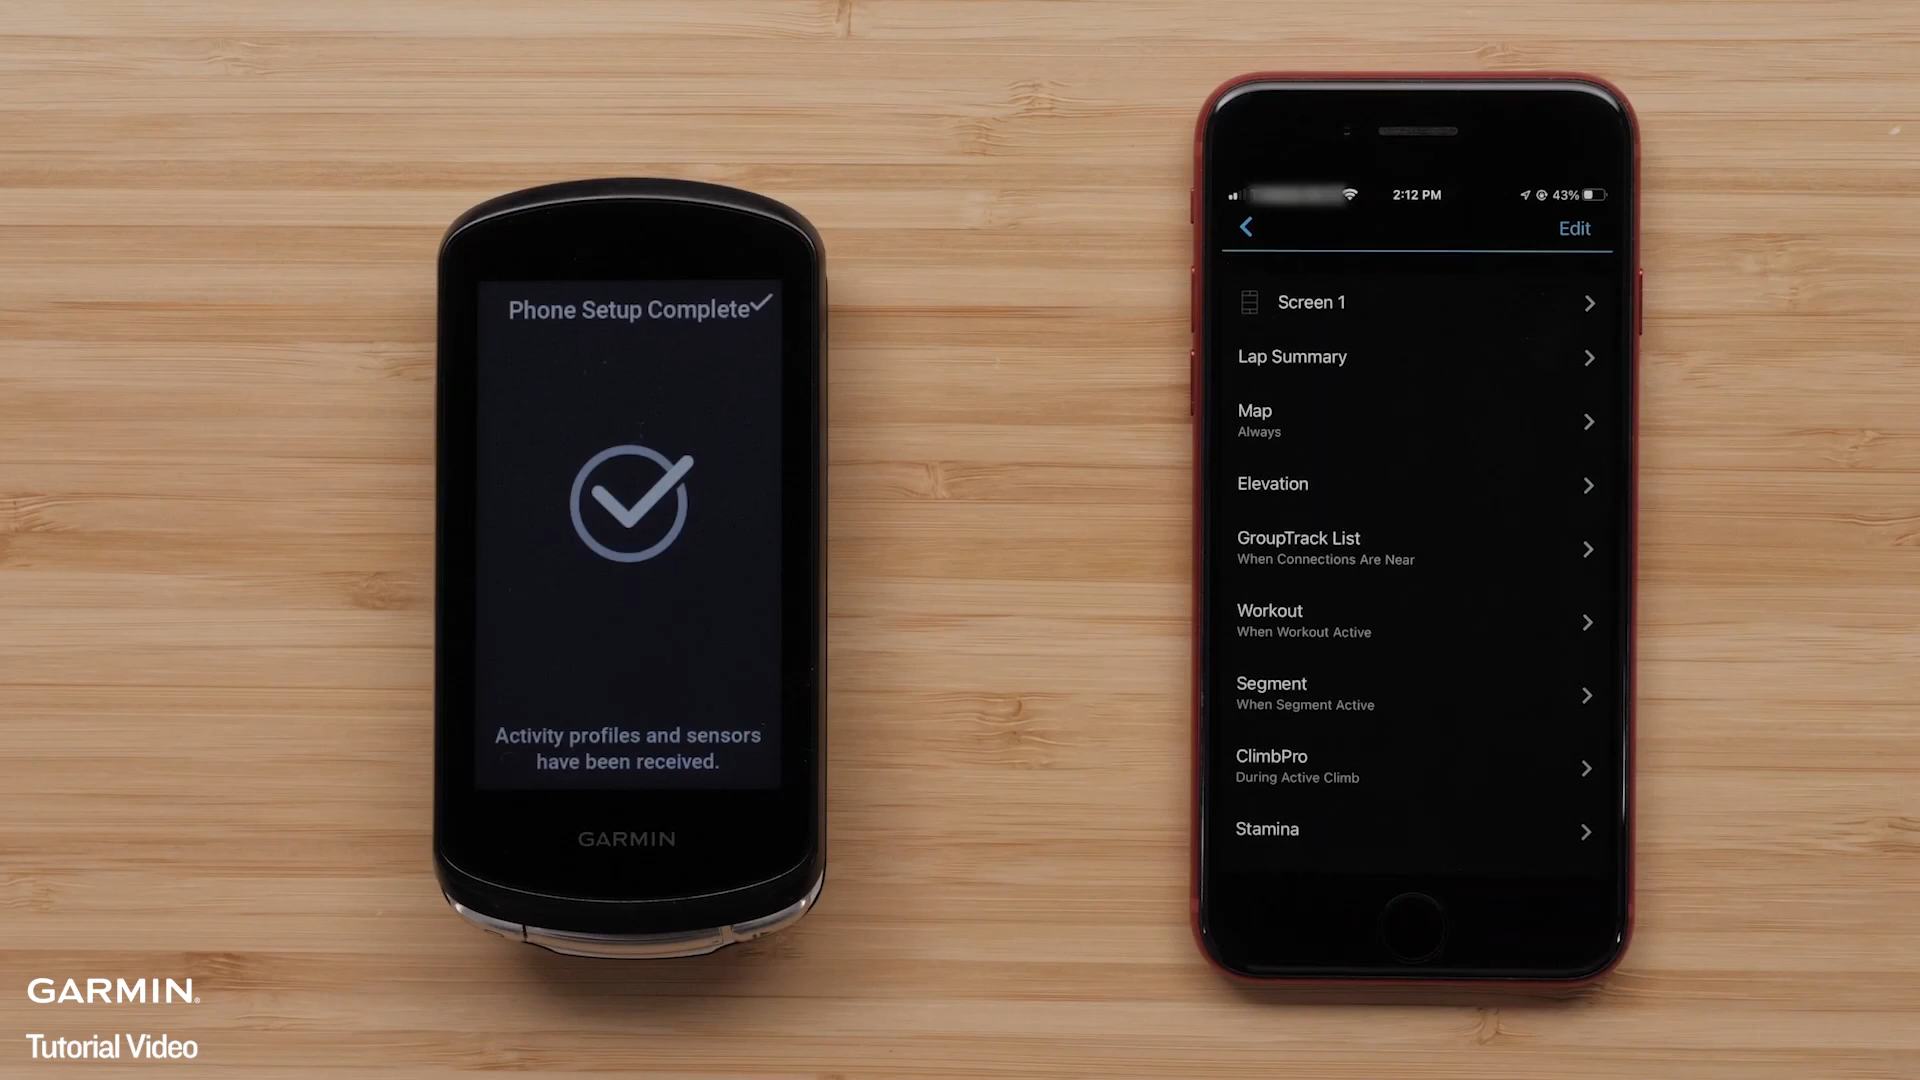 Phone Setup Complete
Activity profiles and sensors
have been received.
GARMIN
2:12 PM
43%
Edit
Screen 1
Lap Summary
Map
Always
Elevation
GroupTrack List
When Connections Are Near
Workout
When Workout Active
Segment
When Segment Active
ClimbPro
During Active Climb
Stamina
GARMIN®
Tutorial Video